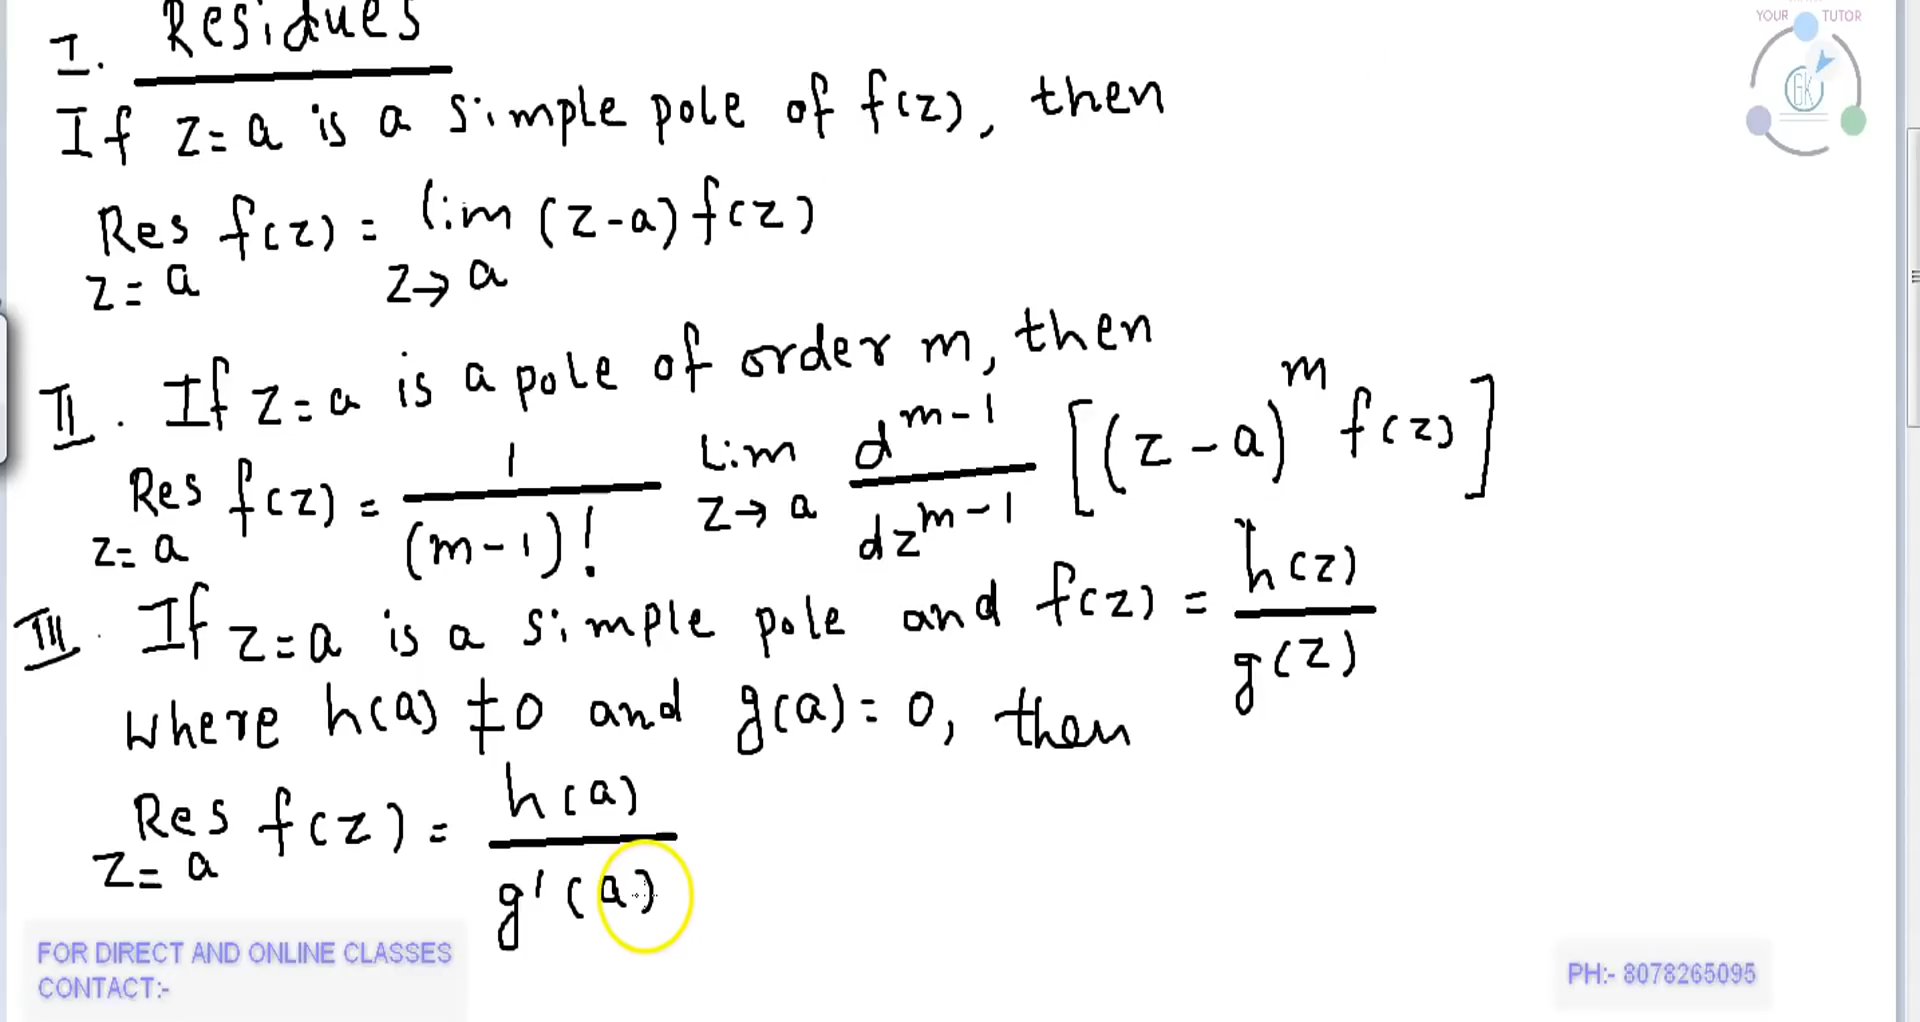 YOUR TUTOR
GK
I. Residues
If z=a is a simple pole of f(z), then
Res f(z) = lim (z-a) f(z)
z=a z→a
II. If z=a is a pole of order m, then
Res f(z) = 1/(m-1)! Lim d^(m-1)/dz^(m-1) [(z-a)^m f(z)]
z=a z→a
III. If z=a is a simple pole and f(z) = h(z)/g(z)
where h(a) ≠0 and g(a)=0, then
Res f(z) = h(a)/g'(a)
z=a
FOR DIRECT AND ONLINE CLASSES
CONTACT:-
PH:- 8078265095